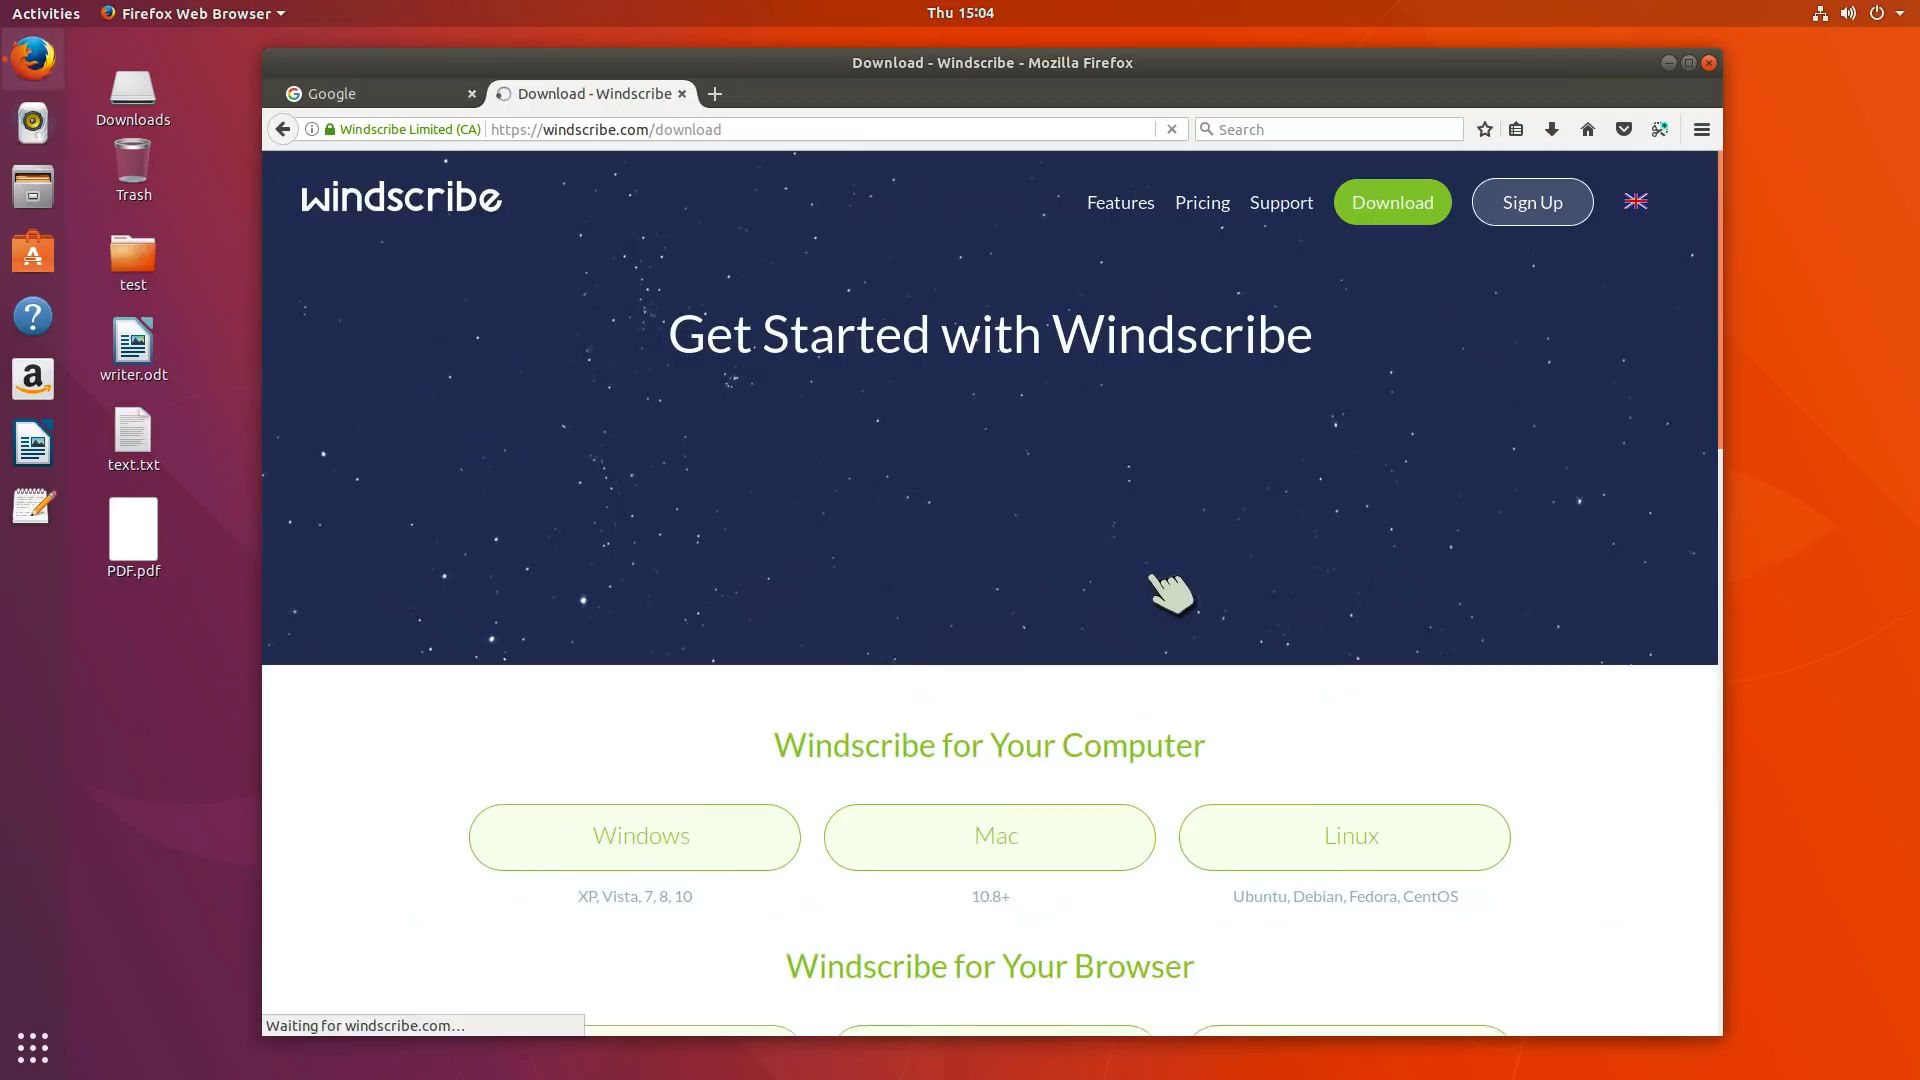 Activities
Firefox Web Browser
Thu 15:04
Download - Windscribe - Mozilla Firefox
Google
Download - Windscribe
Windscribe Limited (CA)
https://windscribe.com/download
Search
windscribe
Features
Pricing
Support
Download
Sign Up
Get Started with Windscribe
Windscribe for Your Computer
Windows
Mac
Linux
XP, Vista, 7, 8, 10
10.8+
Ubuntu, Debian, Fedora, CentOS
Windscribe for Your Browser
Waiting for windscribe.com…
Downloads
Trash
test
writer.odt
text.txt
PDF.pdf